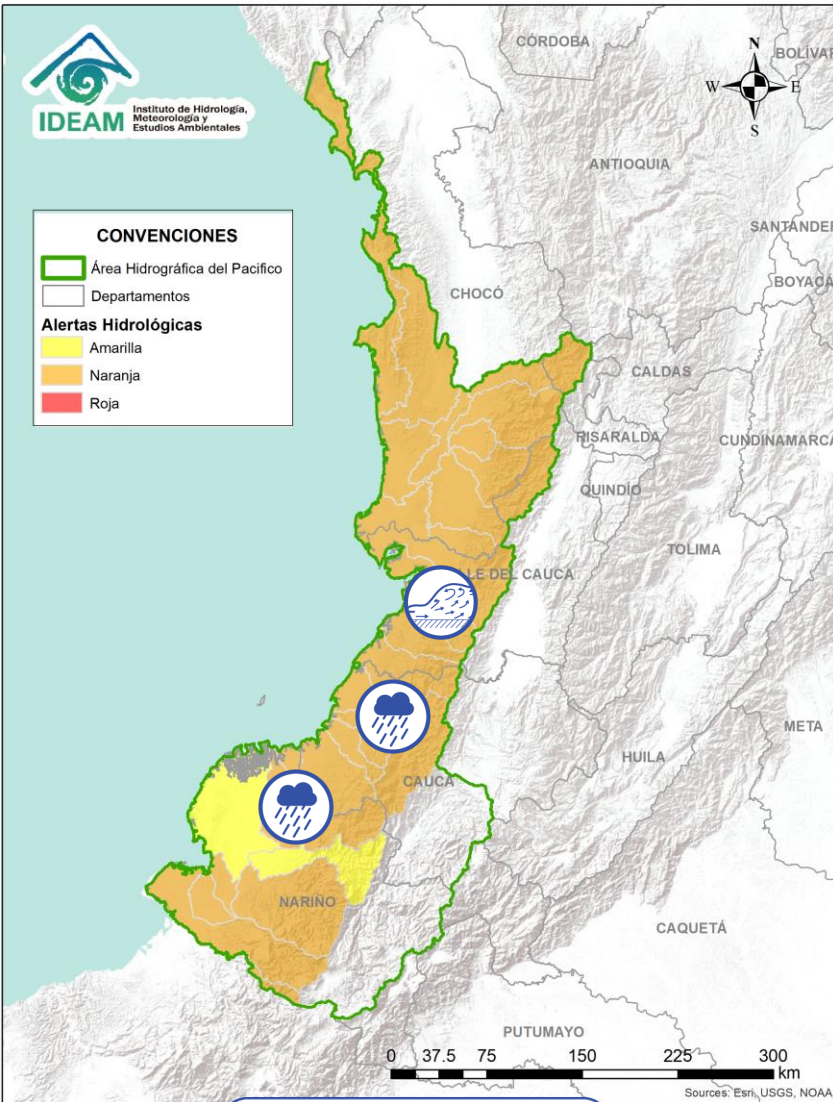 IDEAM
Instituto de Hidrología,
Meteorología y
Estudios Ambientales
CÓRDOBA
N
BOLÍVAR
W
E
S
ANTIOQUIA
SANTANDER
CONVENCIONES
Área Hidrográfica del Pacifico
Departamentos
Alertas Hidrológicas
Amarilla
Naranja
Roja
BOYACÁ
CHOCÓ
CALDAS
RISARALDA
CUNDINAMARCA
QUINDÍO
TOLIMA
LLE DEL CAUCA
META
HUILA
CAUCA
NARIÑO
CAQUETÁ
PUTUMAYO
0 37.5 75 150 225 300
km
Sources: Esri, USGS, NOAA